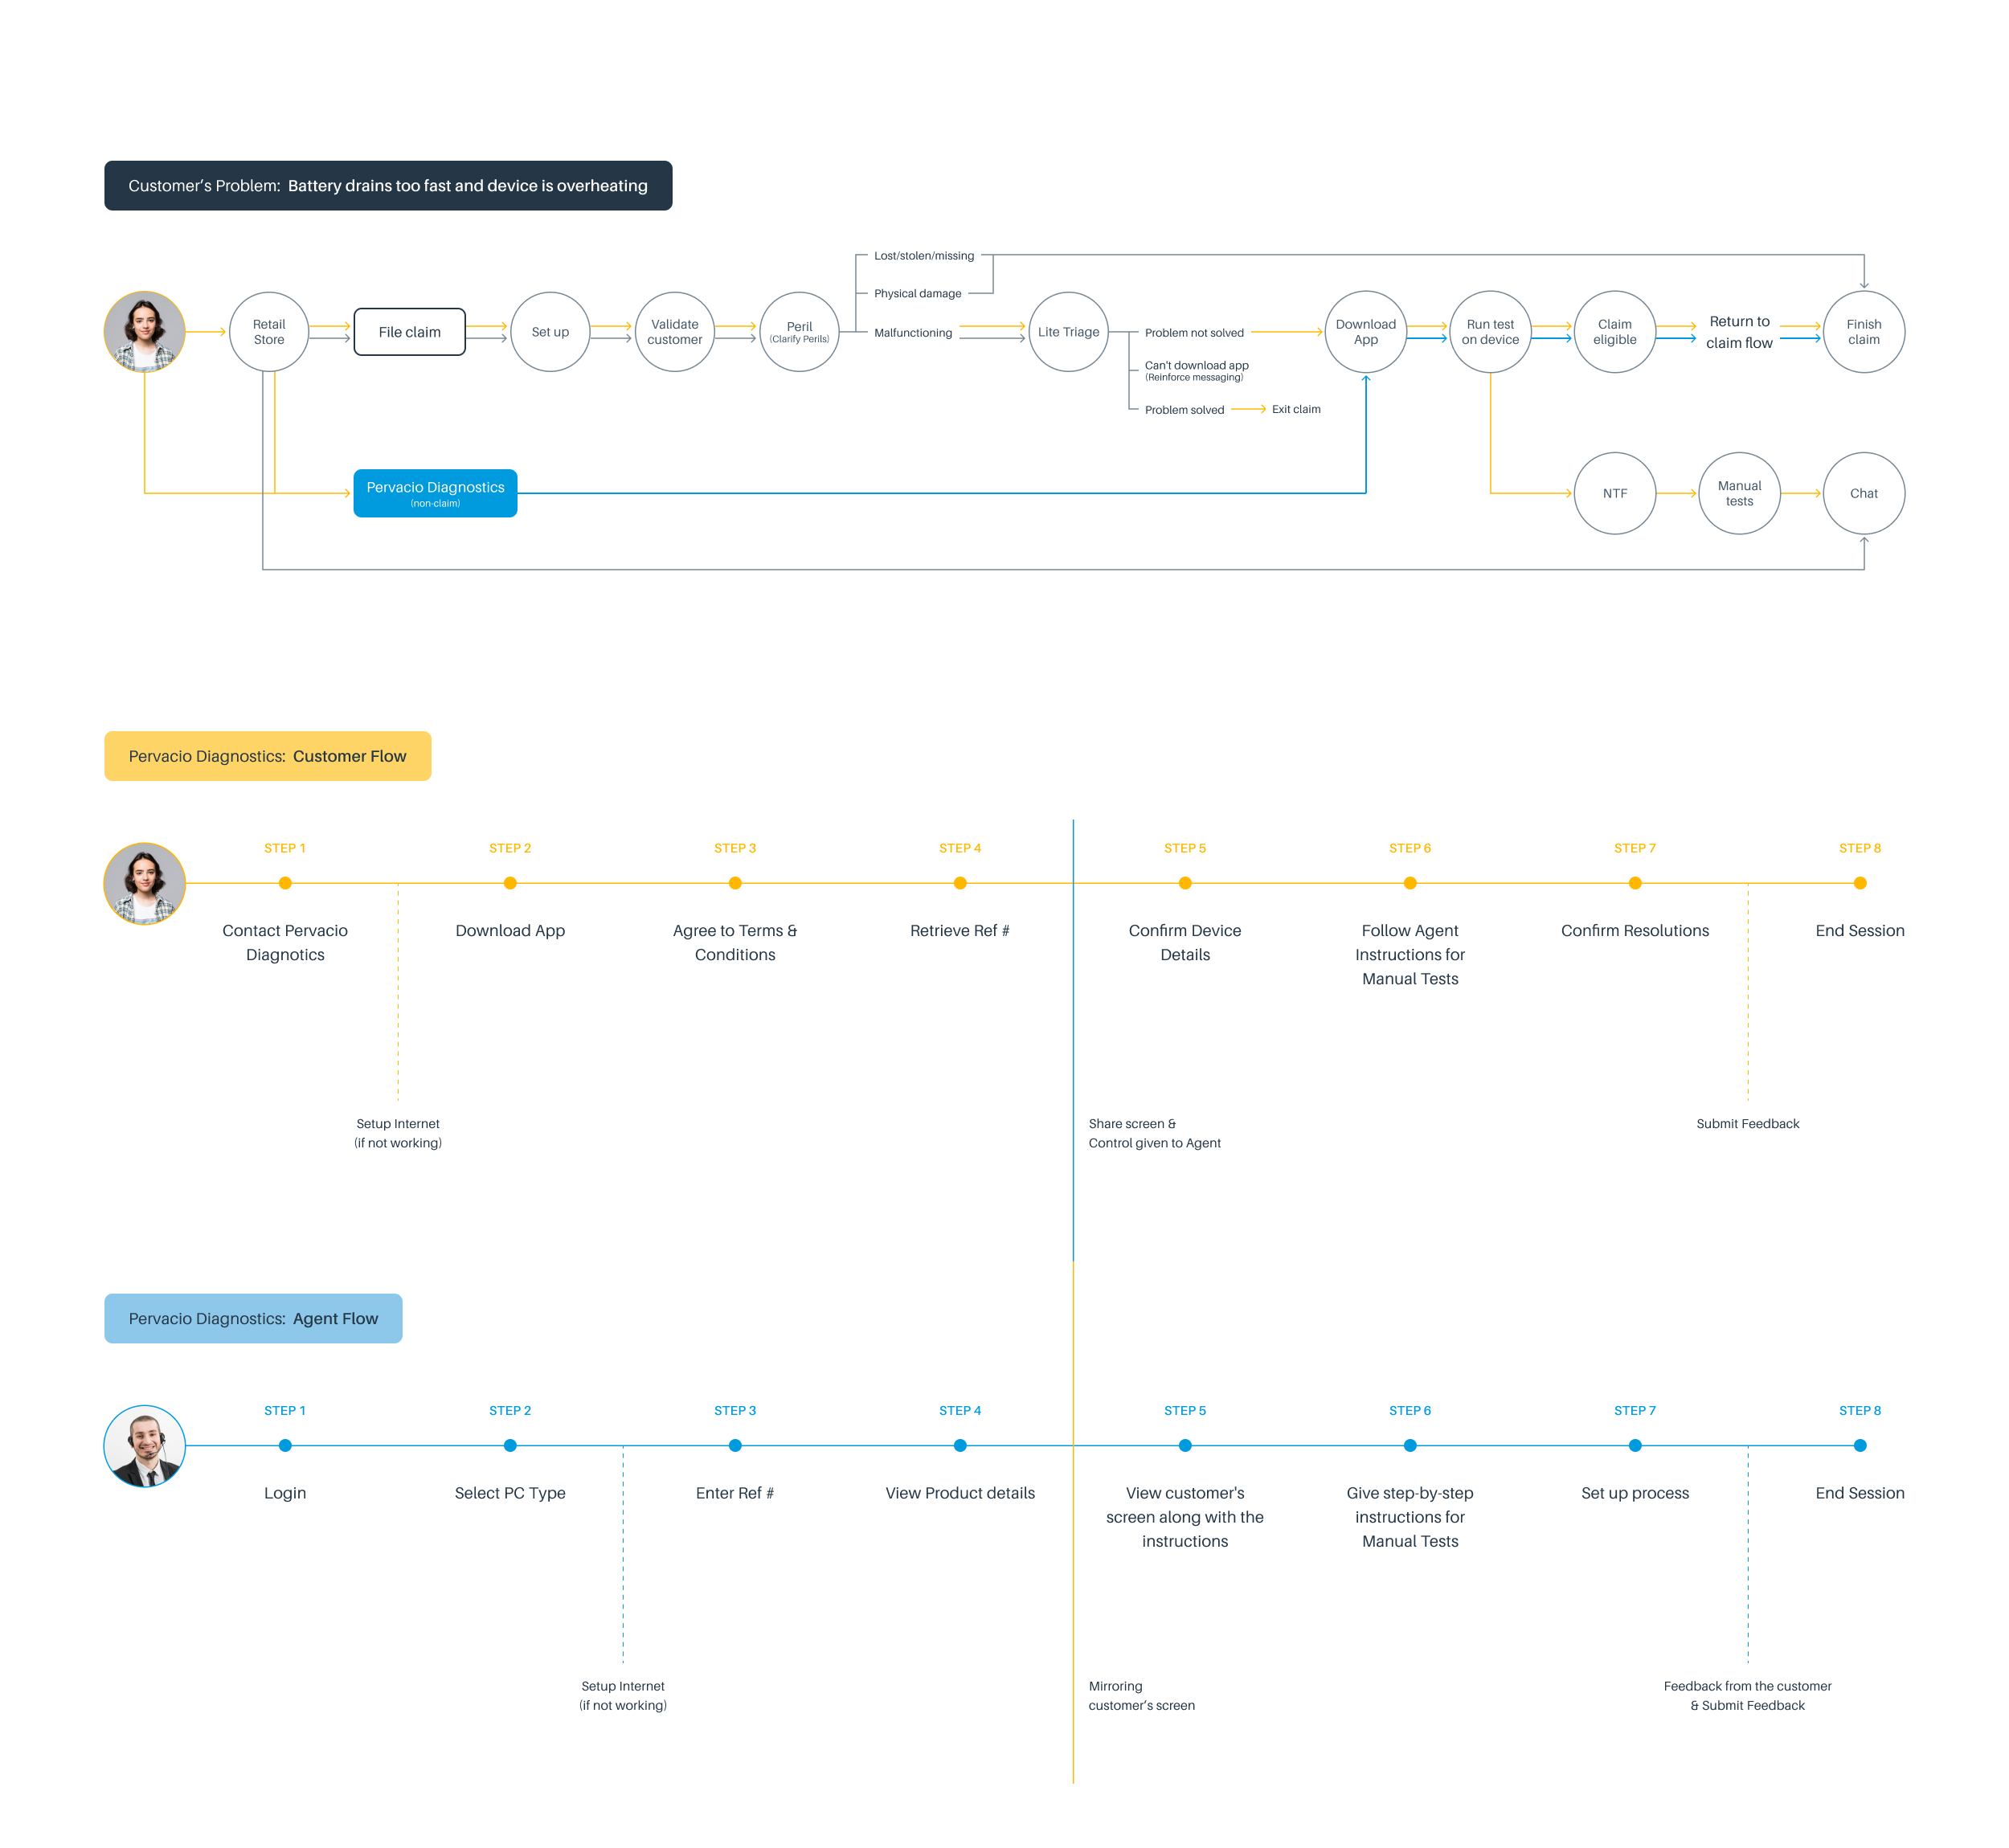 Customer’s Problem: Battery drains too fast and device is overheating
Lost/stolen/missing
Physical damage
Malfunctioning
Retail
Store
File claim
Set up
Validate
customer
Peril
(Clarify Perils)
Lite Triage
Problem not solved
Can't download app
(Reinforce messaging)
Problem solved
Exit claim
Download
App
Run test
on device
Claim
eligible
Return to
claim flow
Finish
claim
Pervacio Diagnostics
(non-claim)
NTF
Manual
tests
Chat
Pervacio Diagnostics: Customer Flow
STEP 1
STEP 2
STEP 3
STEP 4
STEP 5
STEP 6
STEP 7
STEP 8
Contact Pervacio
Diagnotics
Download App
Agree to Terms &
Conditions
Retrieve Ref #
Confirm Device
Details
Follow Agent
Instructions for
Manual Tests
Confirm Resolutions
End Session
Setup Internet
(if not working)
Share screen &
Control given to Agent
Submit Feedback
Pervacio Diagnostics: Agent Flow
STEP 1
STEP 2
STEP 3
STEP 4
STEP 5
STEP 6
STEP 7
STEP 8
Login
Select PC Type
Enter Ref #
View Product details
View customer's
screen along with the
instructions
Give step-by-step
instructions for
Manual Tests
Set up process
End Session
Setup Internet
(if not working)
Mirroring
customer’s screen
Feedback from the customer
& Submit Feedback